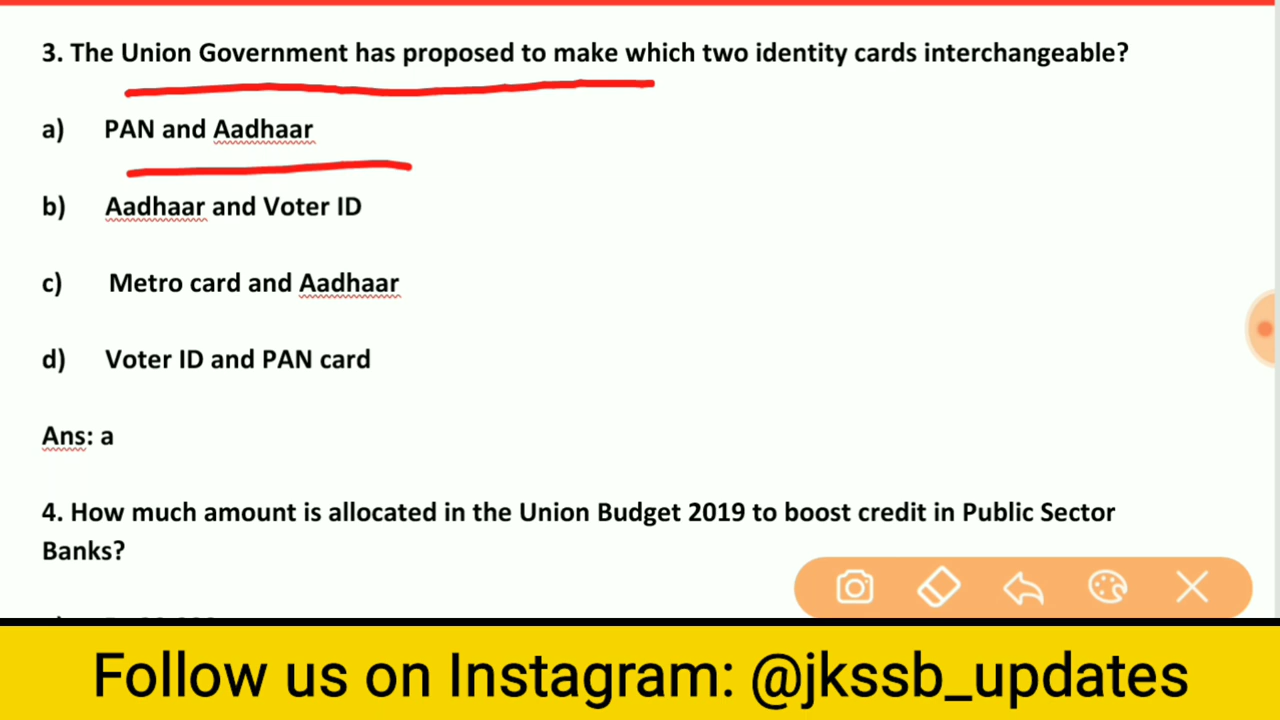 3. The Union Government has proposed to make which two identity cards interchangeable?
a) PAN and Aadhaar
b) Aadhaar and Voter ID
c) Metro card and Aadhaar
d) Voter ID and PAN card
Ans: a
4. How much amount is allocated in the Union Budget 2019 to boost credit in Public Sector
Banks?
Follow us on Instagram: @jkssb_updates